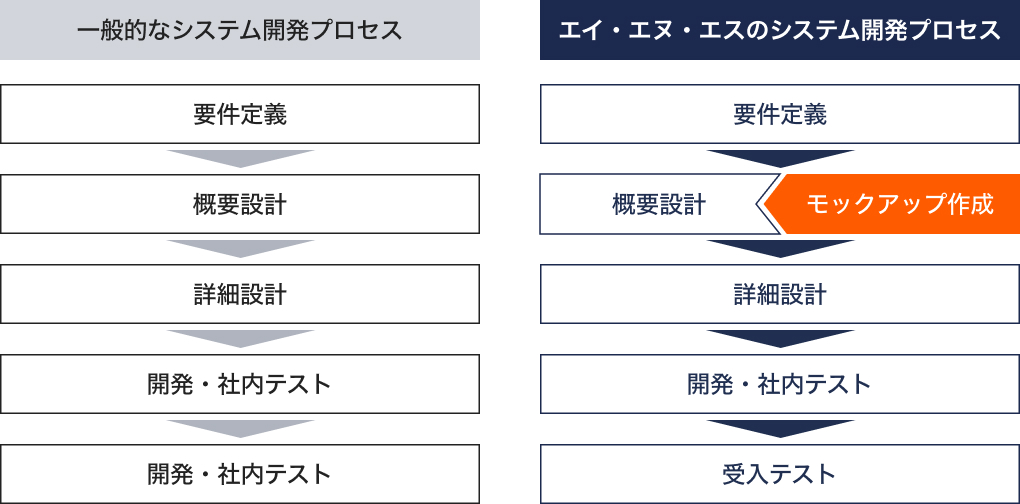 一般的なシステム開発プロセス
要件定義
概要設計
詳細設計
開発・社内テスト
開発・社内テスト
エイ・エヌ・エスのシステム開発プロセス
要件定義
概要設計
モックアップ作成
詳細設計
開発・社内テスト
受入テスト